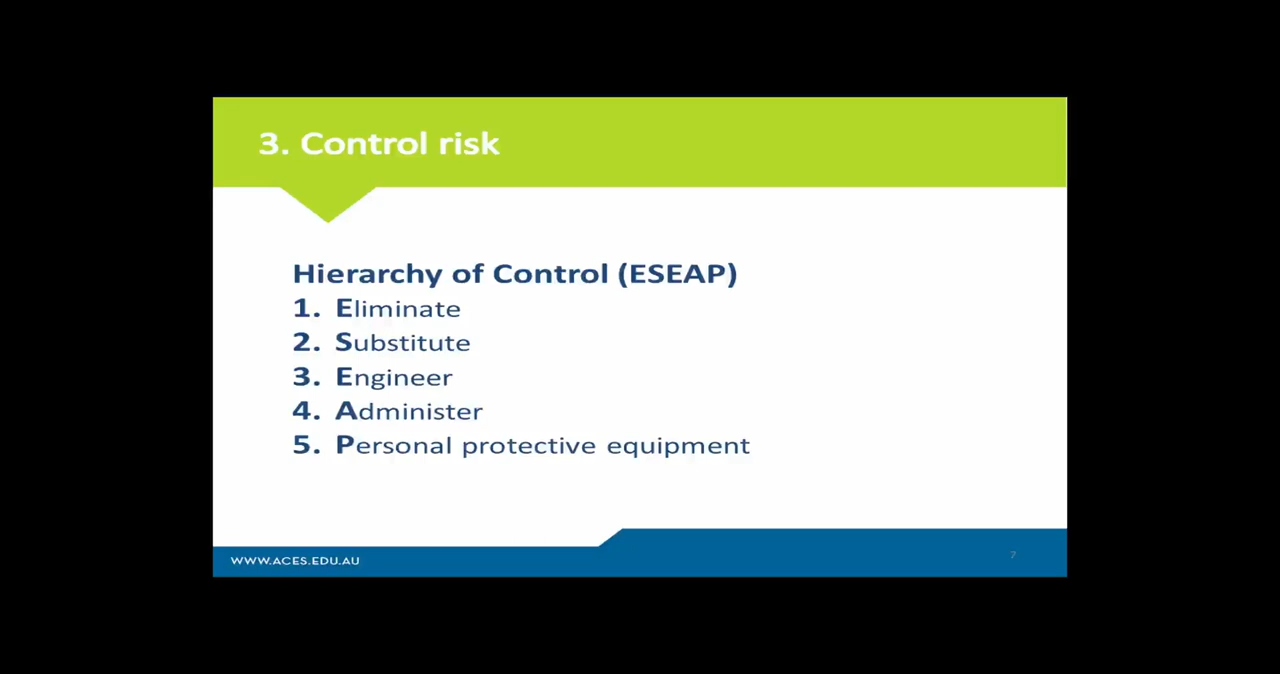 3. Control risk
Hierarchy of Control (ESEAP)
1. Eliminate
2. Substitute
3. Engineer
4. Administer
5. Personal protective equipment
WWW.ACES.EDU.AU
7